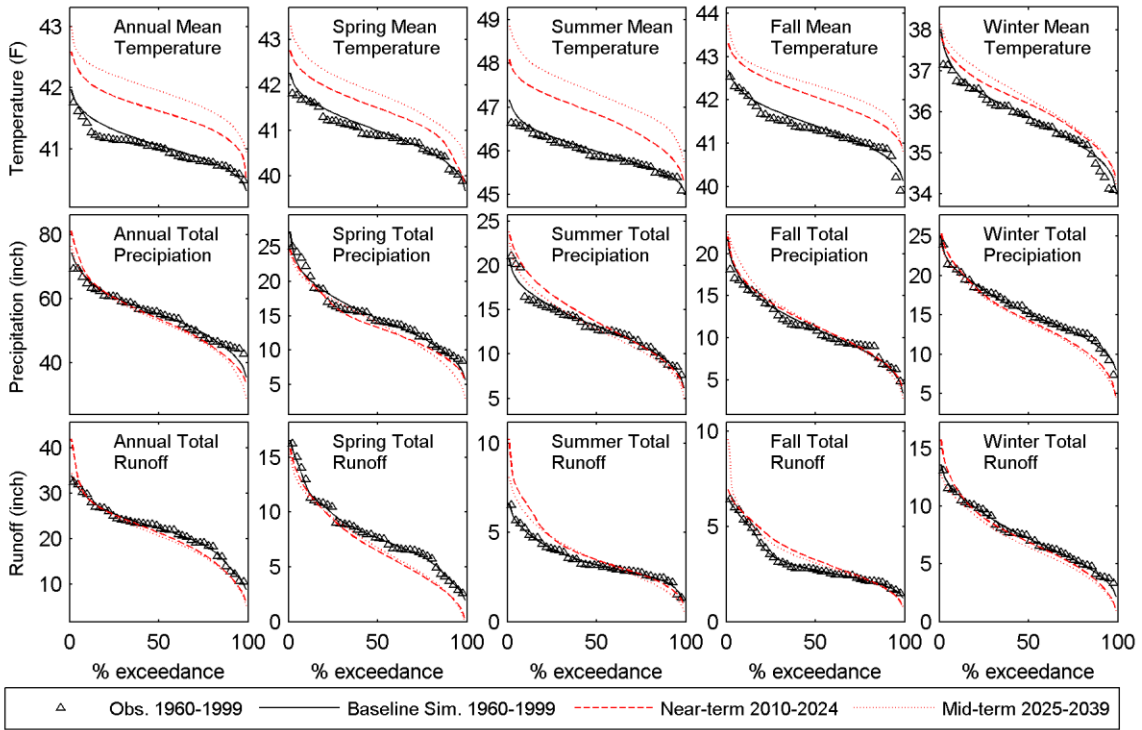 Annual Mean
Temperature
Spring Mean
Temperature
Summer Mean
Temperature
Fall Mean
Temperature
Winter Mean
Temperature
Temperature (F)
43
42
41
43
42
41
40
49
48
47
46
45
44
43
42
41
40
38
37
36
35
34
Annual Total
Precipiation
Spring Total
Precipiation
Summer Total
Precipiation
Fall Total
Precipiation
Winter Total
Precipiation
Precipitation (inch)
80
60
40
25
20
15
10
5
25
20
15
10
5
20
15
10
5
25
20
15
10
5
Annual Total
Runoff
Spring Total
Runoff
Summer Total
Runoff
Fall Total
Runoff
Winter Total
Runoff
Runoff (inch)
40
30
20
10
15
10
5
0
10
5
0
10
5
0
15
10
5
0
0 50 100
0 50 100
0 50 100
0 50 100
0 50 100
% exceedance
% exceedance
% exceedance
% exceedance
% exceedance
Obs. 1960-1999
Baseline Sim. 1960-1999
Near-term 2010-2024
Mid-term 2025-2039